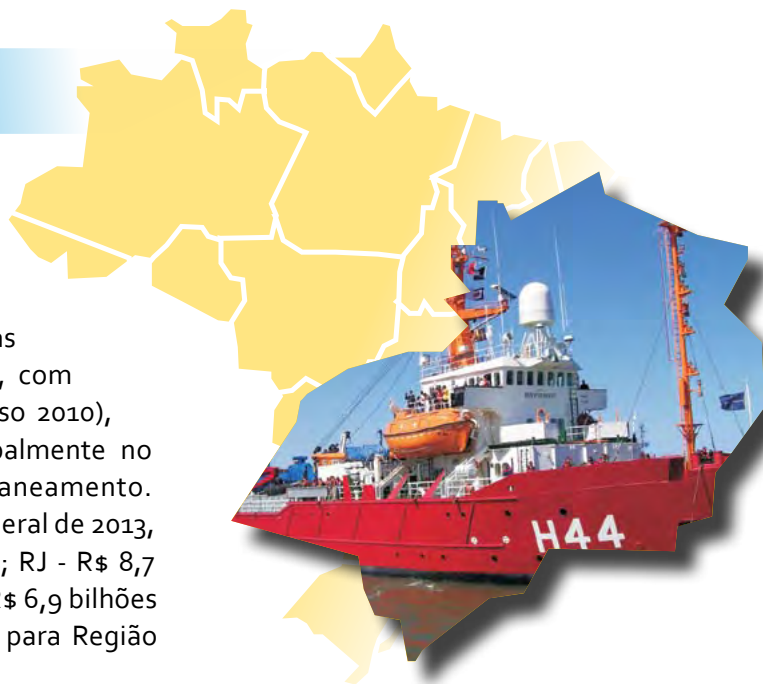 as
, com
so 2010),
palmente no
aneamento.
eral de 2013,
; RJ - R$ 8,7
$ 6,9 bilhões
para Região
H44